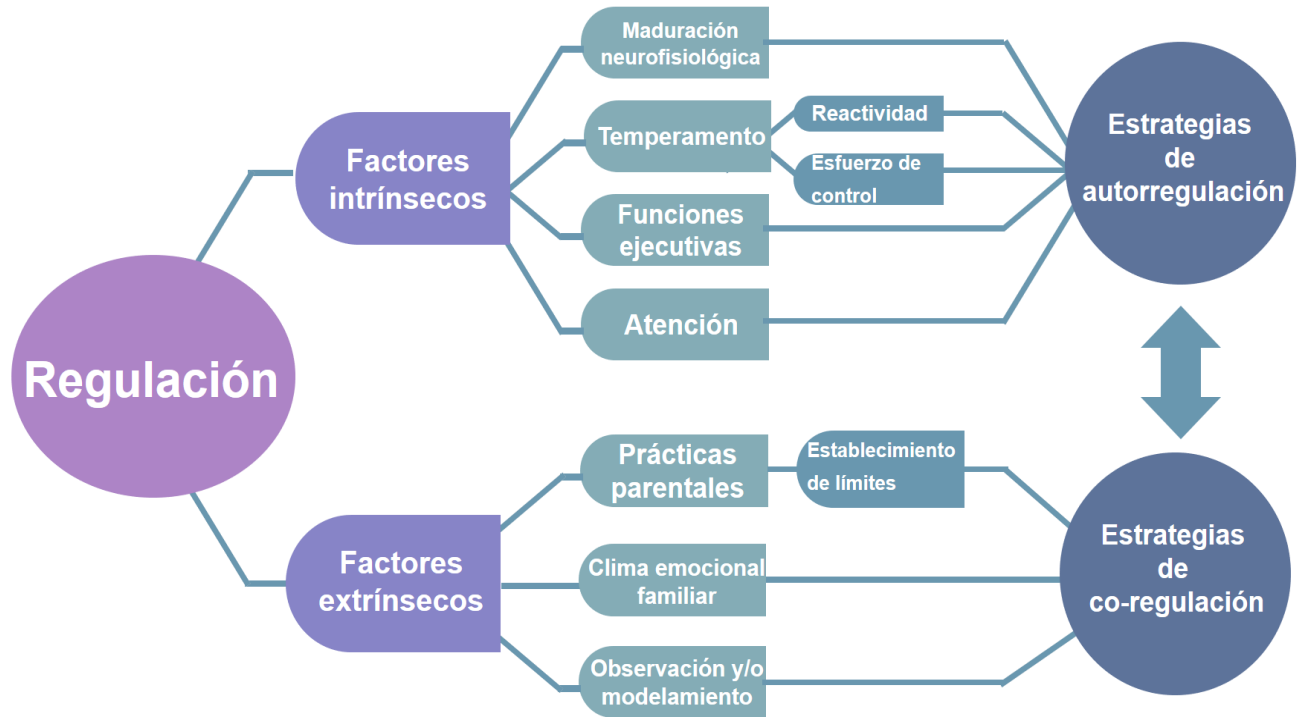 Regulación
Factores
intrínsecos
Maduración
neurofisiológica
Temperamento
Reactividad
Esfuerzo de
control
Funciones
ejecutivas
Atención
Estrategias
de
autorregulación
Factores
extrínsecos
Prácticas
parentales
Establecimiento
de límites
Clima emocional
familiar
Observación y/o
modelamiento
Estrategias
de
co-regulación